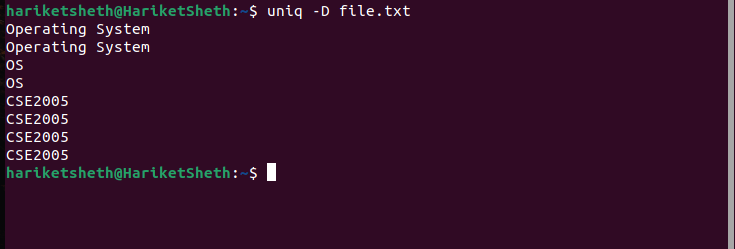 hariketsheth@HariketSheth:~$ uniq -D file.txt
Operating System
Operating System
OS
OS
CSE2005
CSE2005
CSE2005
CSE2005
hariketsheth@HariketSheth:~$